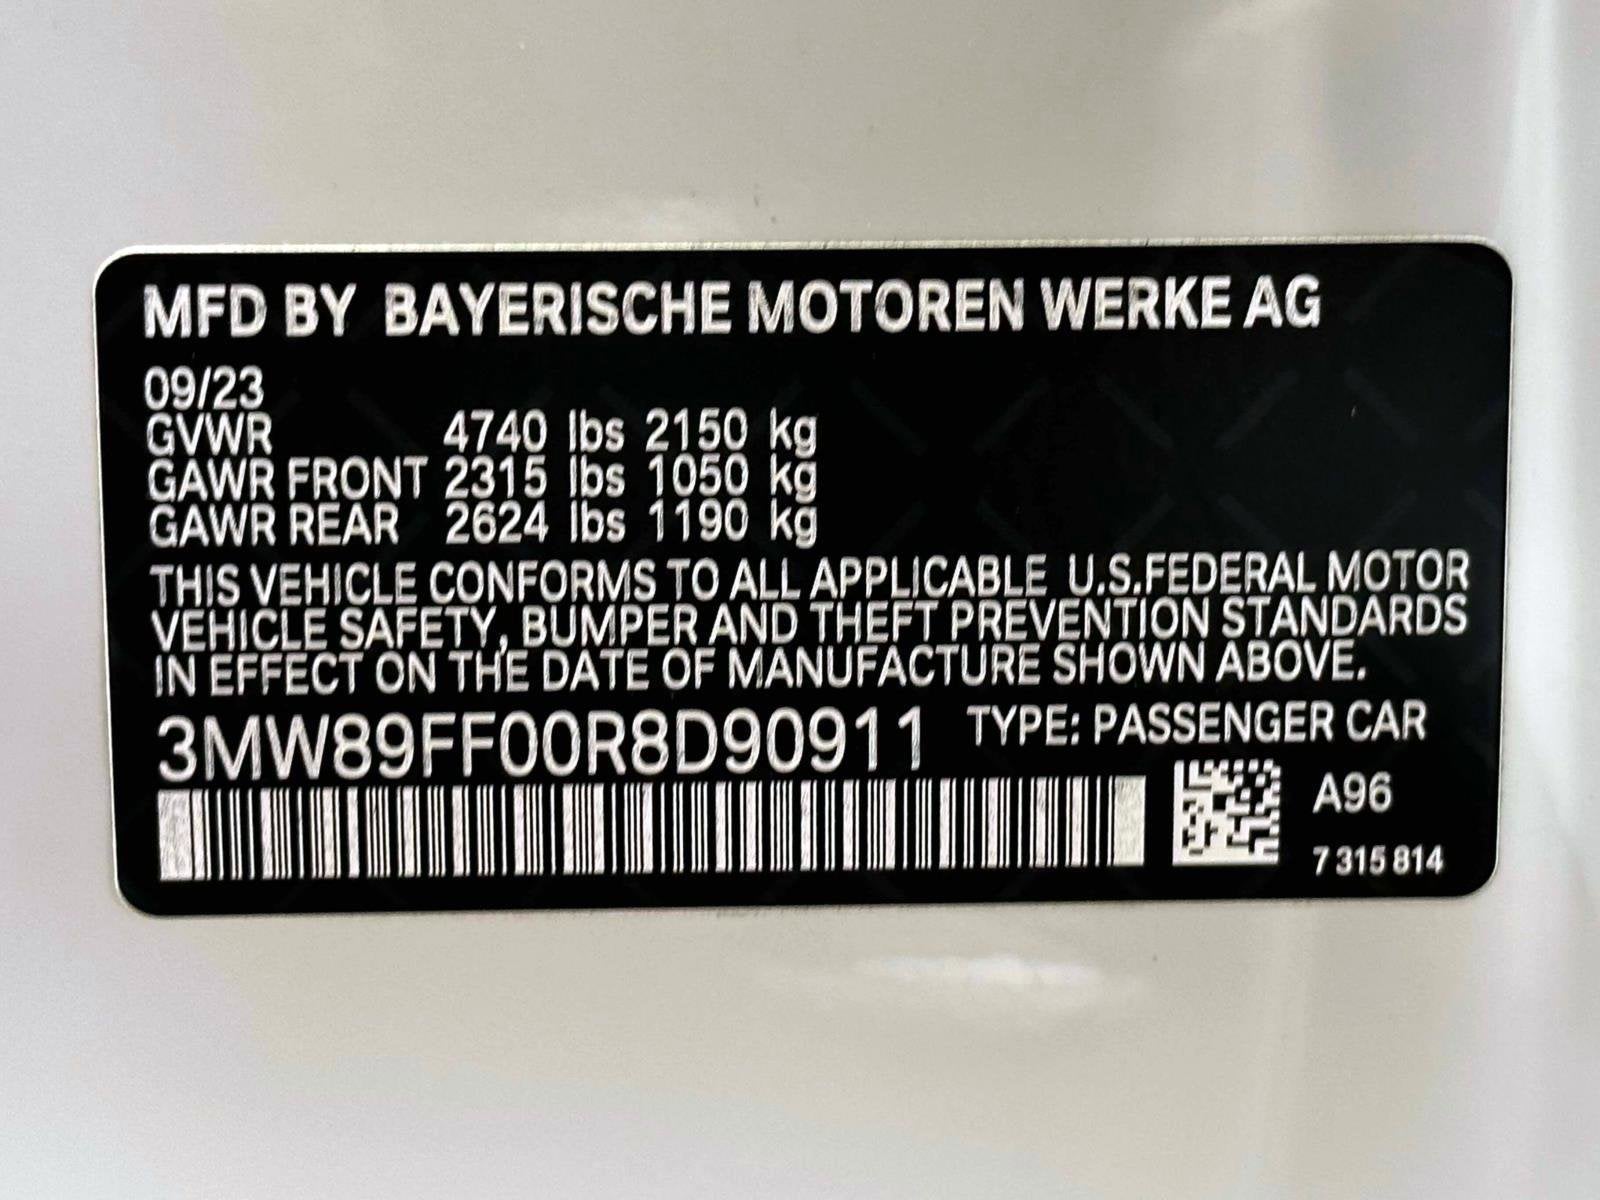 MFD BY BAYERISCHE MOTOREN WERKE AG
09/23
GVWR 4740 lbs 2150 kg
GAWR FRONT 2315 lbs 1050 kg
GAWR REAR 2624 lbs 1190 kg
THIS VEHICLE CONFORMS TO ALL APPLICABLE U.S.FEDERAL MOTOR
VEHICLE SAFETY, BUMPER AND THEFT PREVENTION STANDARDS
IN EFFECT ON THE DATE OF MANUFACTURE SHOWN ABOVE.
3MW89FF00R8D90911 TYPE: PASSENGER CAR
A96
7 315 814